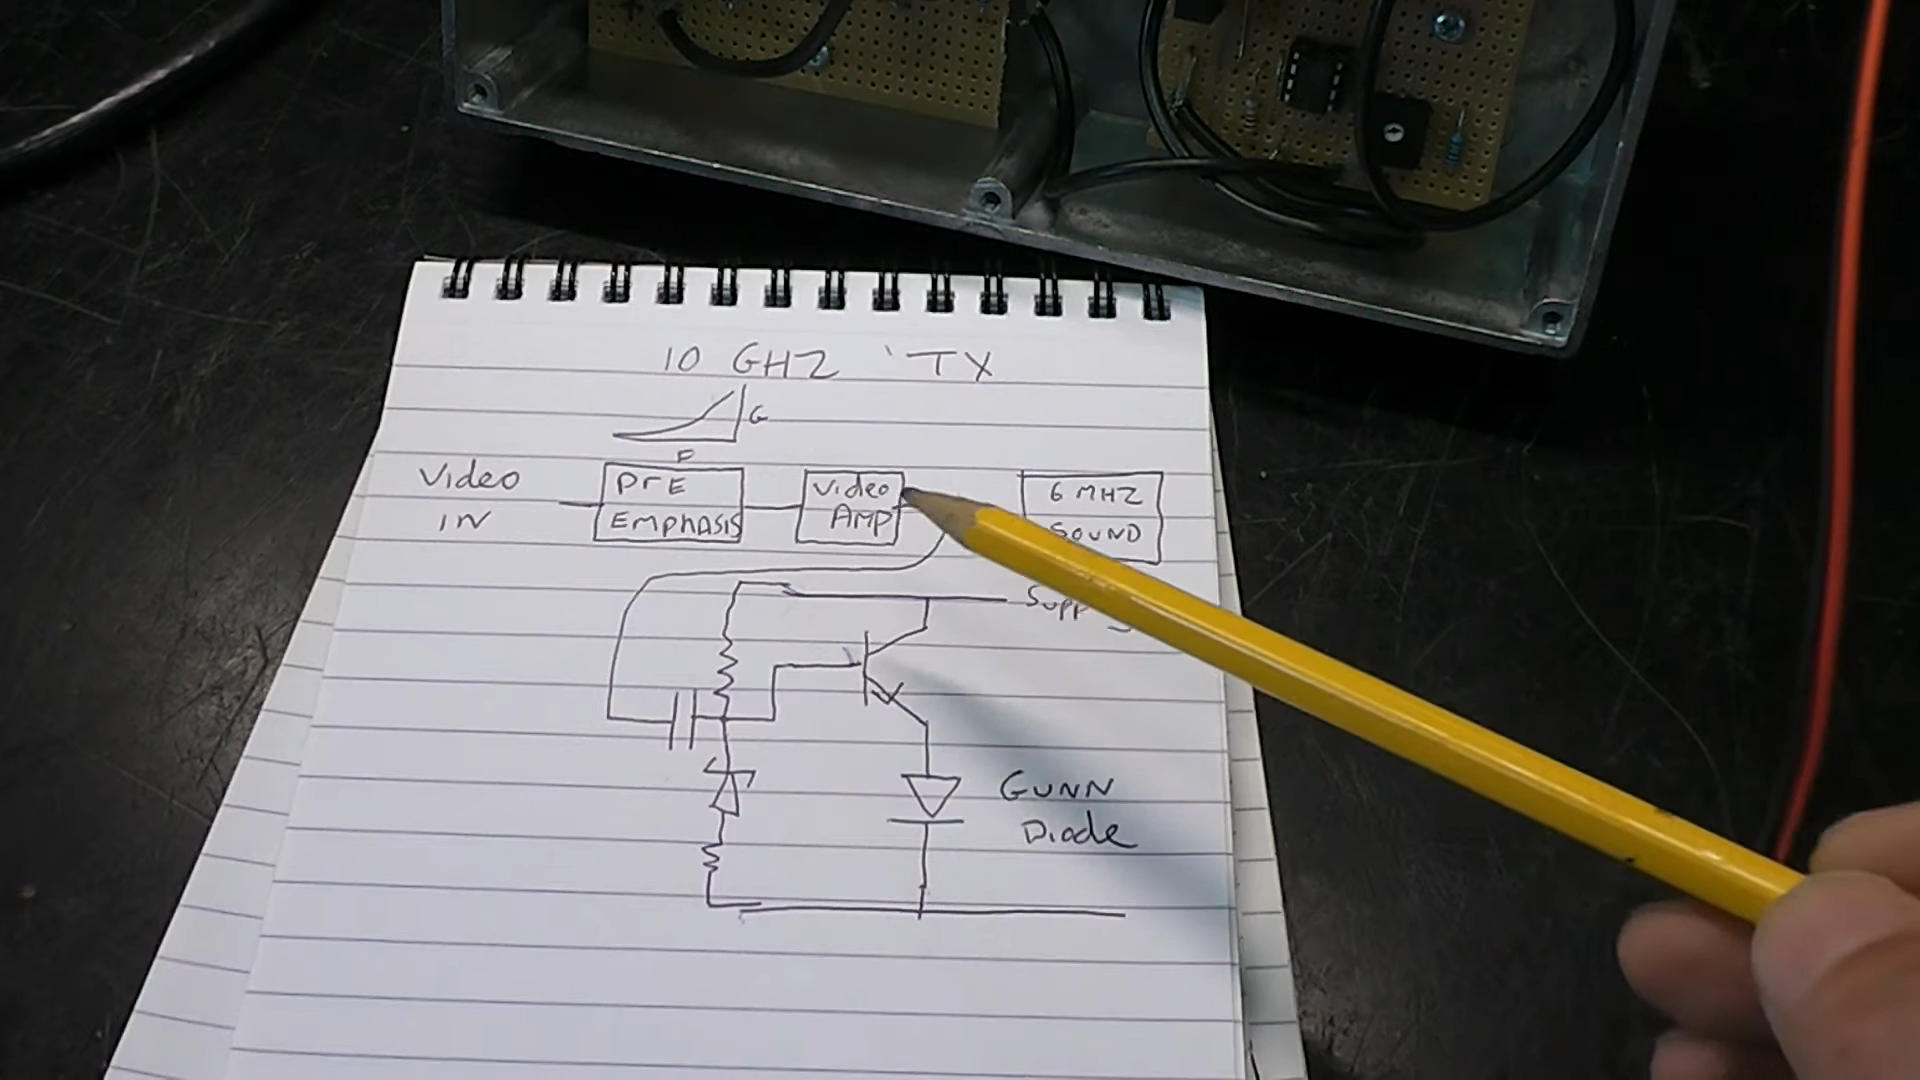 10 GHZ TX
G
F
Video
IN
PrE
EMPHASIS
Video
AMP
6 MHZ
SOUND
GUNN
Diode